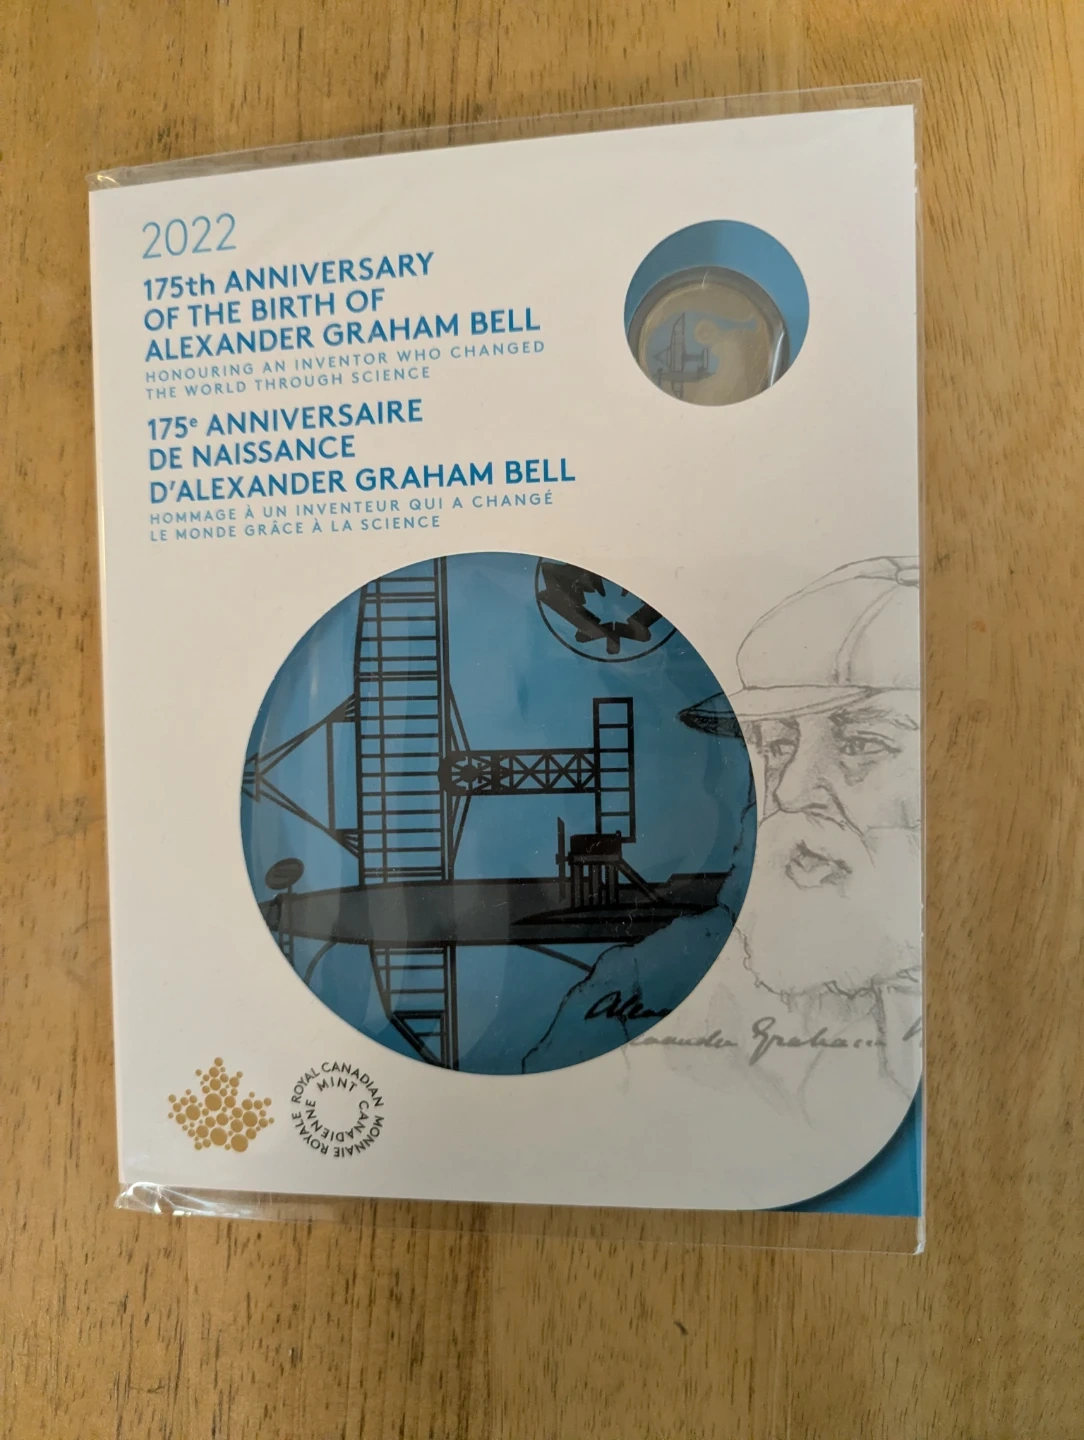 2022
175th ANNIVERSARY
OF THE BIRTH OF
ALEXANDER GRAHAM BELL
HONOURING AN INVENTOR WHO CHANGED
THE WORLD THROUGH SCIENCE
175e ANNIVERSAIRE
DE NAISSANCE
D'ALEXANDER GRAHAM BELL
HOMMAGE À UN INVENTEUR QUI A CHANGÉ
LE MONDE GRÂCE À LA SCIENCE
Graham
ROYAL CANADIAN MINT
MONNAIE ROYALE CANADIENNE